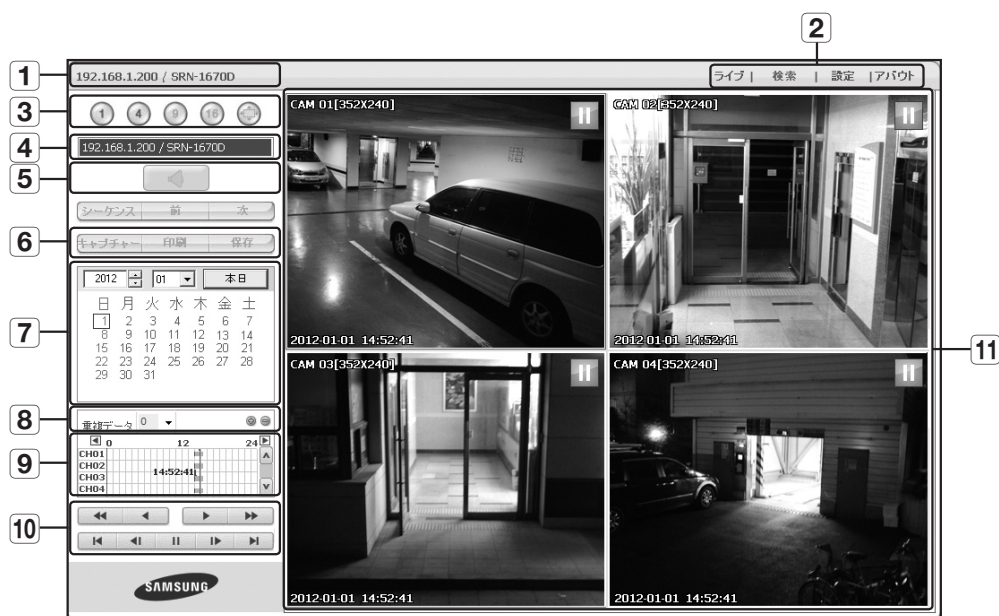 2
1
192.168.1.200 / SRN-1670D
ライブ | 検索 | 設定 |アバウト
3
1 4 9 16
4
192.168.1.200 / SRN-1670D
5
シーケンス 前 次
6
キャプチャー 印刷 保存
7
2012 01 本日
日 月 火 水 木 金 土
1 2 3 4 5 6 7
8 9 10 11 12 13 14
15 16 17 18 19 20 21
22 23 24 25 26 27 28
29 30 31
8
重複データ 0
9
0 12 24
CH01
CH02
14:52:41
CH03
CH04
10
SAMSUNG
CAM 01[352X240]
2012-01-01 14:52:41
CAM 02[352X240]
2012-01-01 14:52:41
CAM 03[352X240]
2012-01-01 14:52:41
CAM 04[352X240]
2012-01-01 14:52:41
11